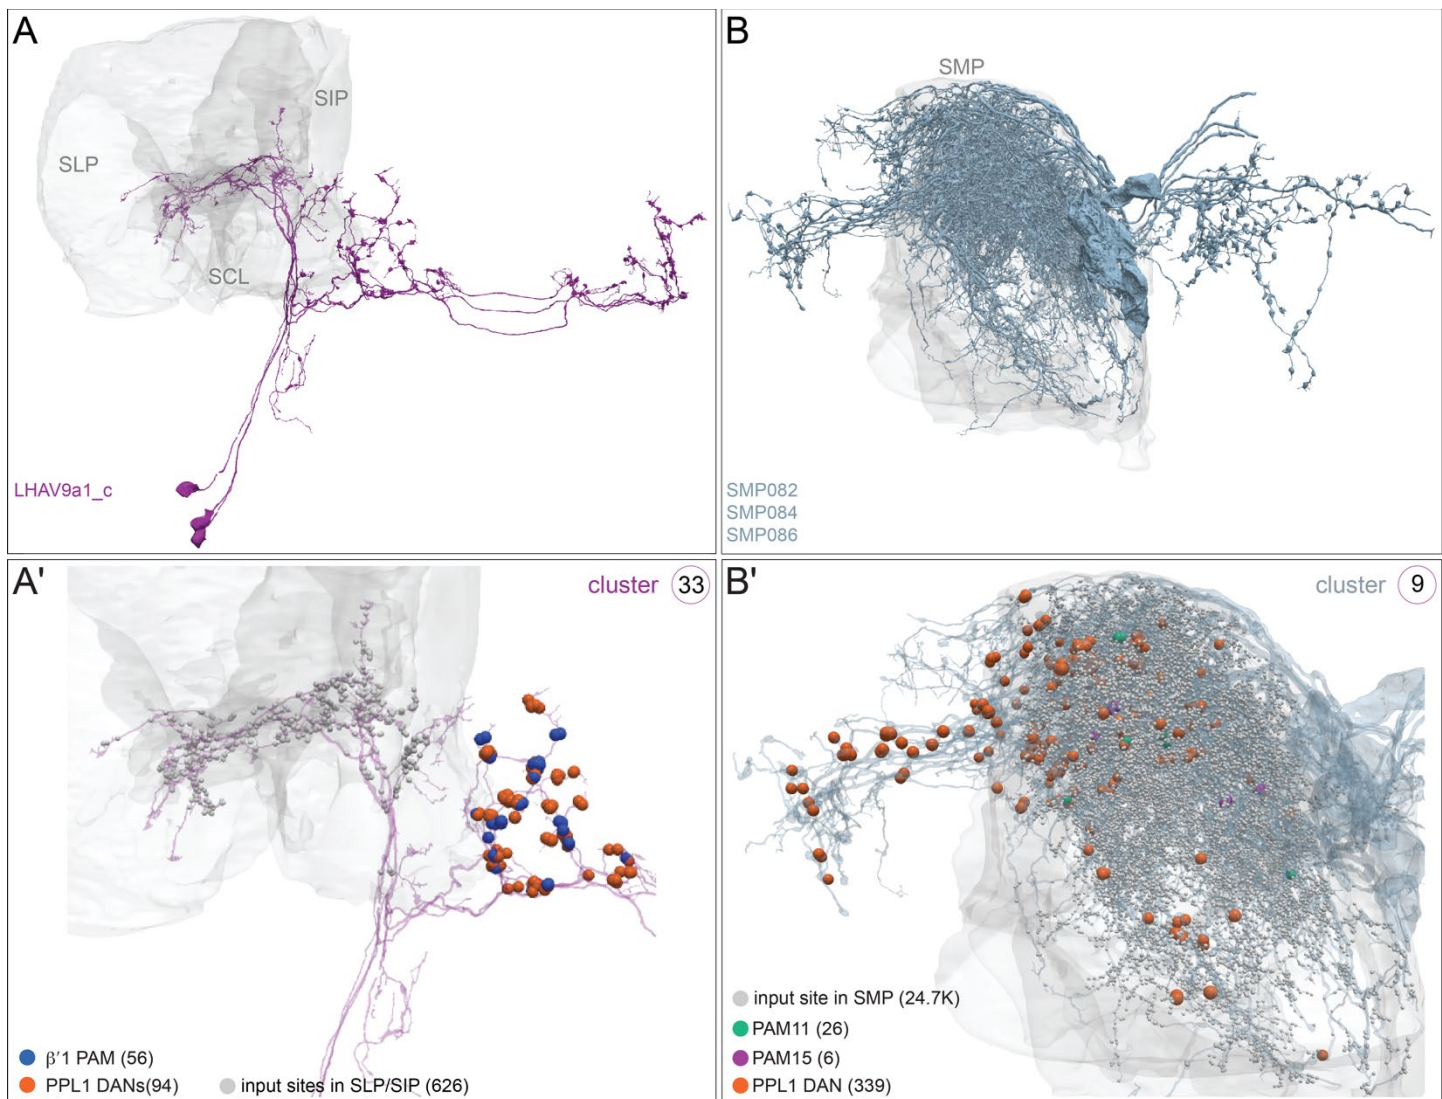 A
SIP
SLP
SCL
LHAV9a1_c
B
SMP
SMP082
SMP084
SMP086
A'
cluster 33
β'1 PAM (56)
PPL1 DANs(94)
input sites in SLP/SIP (626)
B'
cluster 9
input site in SMP (24.7K)
PAM11 (26)
PAM15 (6)
PPL1 DAN (339)